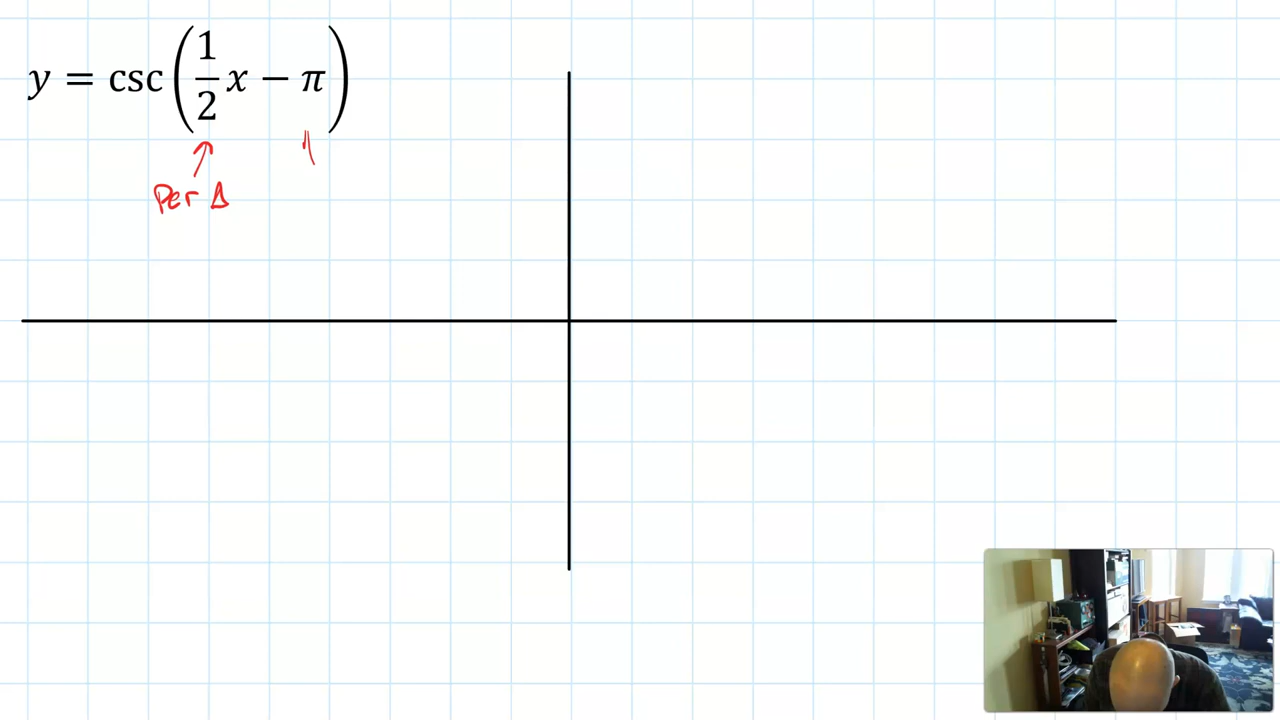 y = csc(1/2 x − π)
Per Δ